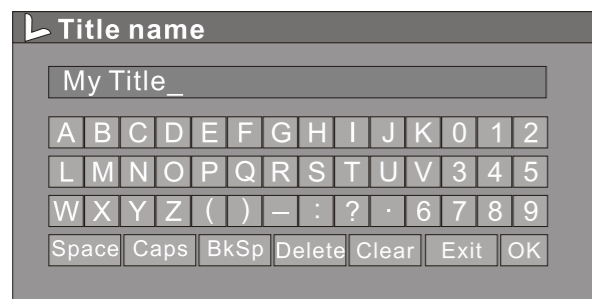 Title name
My Title_
A B C D E F G H I J K 0 1 2
L M N O P Q R S T U V 3 4 5
W X Y Z ( ) – : ? · 6 7 8 9
Space Caps BkSp Delete Clear Exit OK